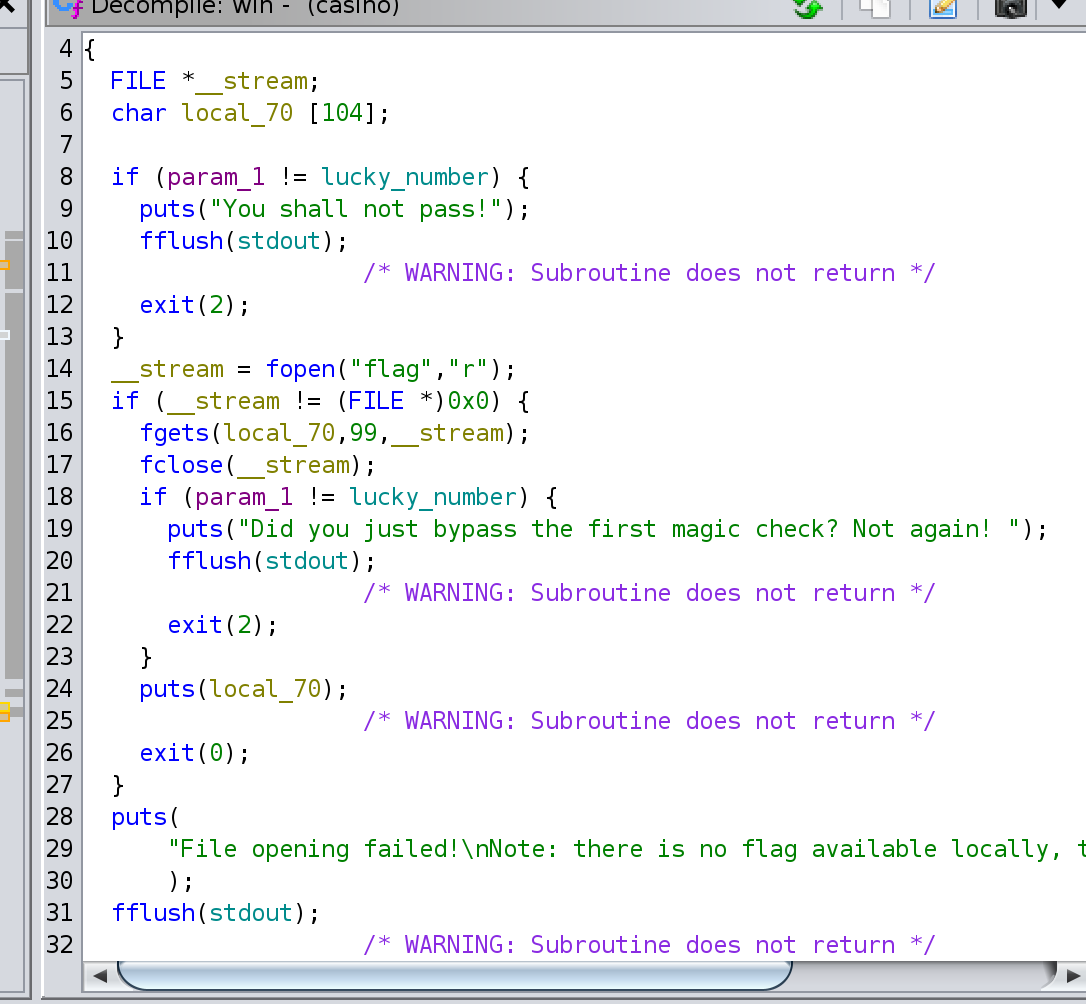 Decompile: win - (casino)
4 {
5 FILE *__stream;
6 char local_70 [104];
7
8 if (param_1 != lucky_number) {
9 puts("You shall not pass!");
10 fflush(stdout);
11 /* WARNING: Subroutine does not return */
12 exit(2);
13 }
14 __stream = fopen("flag","r");
15 if (__stream != (FILE *)0x0) {
16 fgets(local_70,99,__stream);
17 fclose(__stream);
18 if (param_1 != lucky_number) {
19 puts("Did you just bypass the first magic check? Not again! ");
20 fflush(stdout);
21 /* WARNING: Subroutine does not return */
22 exit(2);
23 }
24 puts(local_70);
25 /* WARNING: Subroutine does not return */
26 exit(0);
27 }
28 puts(
29 "File opening failed!\nNote: there is no flag available locally, t
30 );
31 fflush(stdout);
32 /* WARNING: Subroutine does not return */